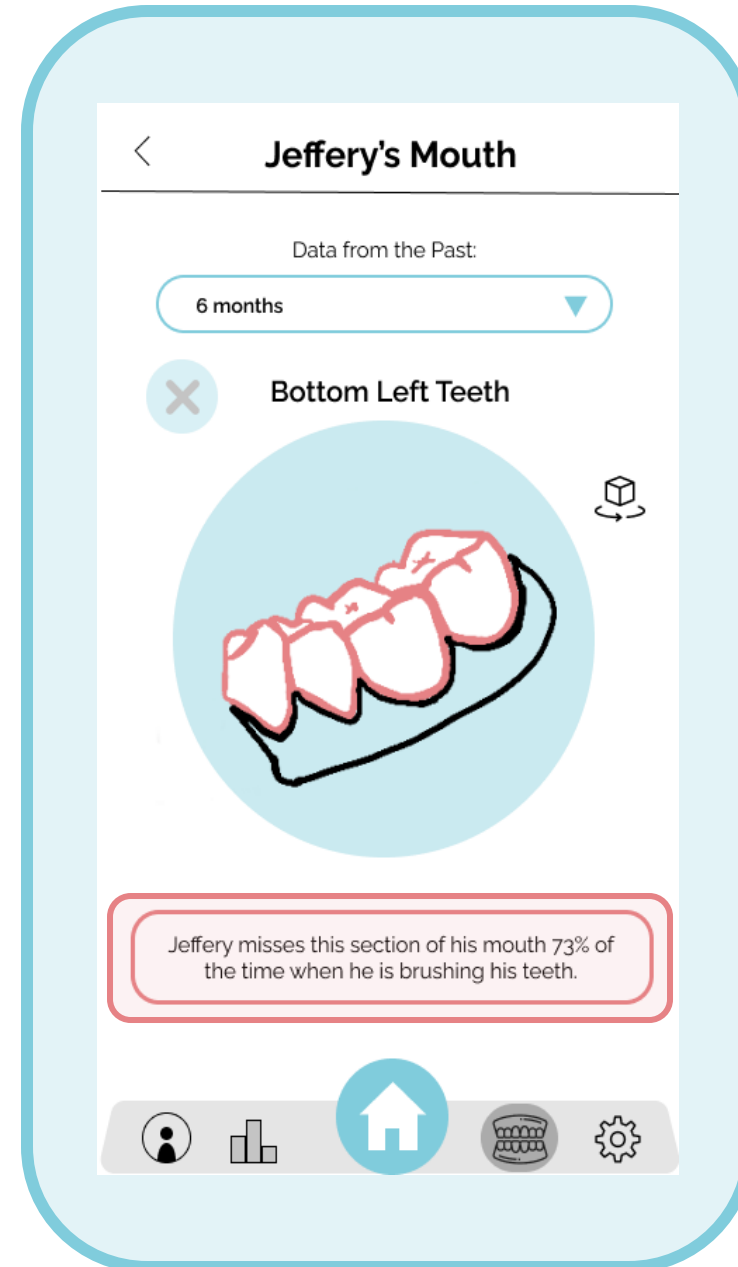 Jeffery's Mouth
Data from the Past:
6 months
Bottom Left Teeth
Jeffery misses this section of his mouth 73% of
the time when he is brushing his teeth.